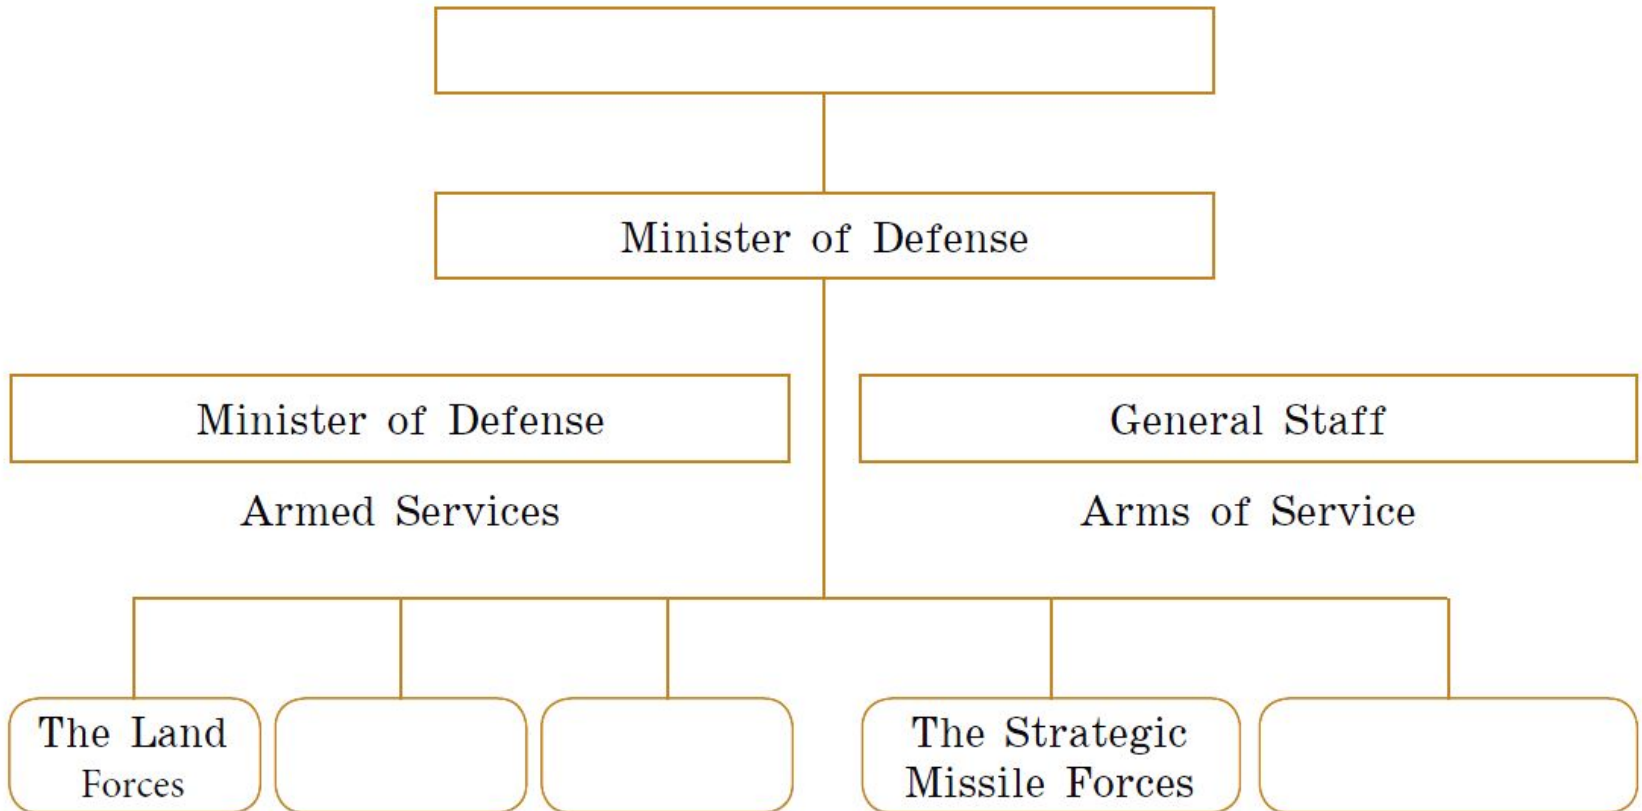 Minister of Defense
Minister of Defense
General Staff
Armed Services
Arms of Service
The Land
Forces
The Strategic
Missile Forces